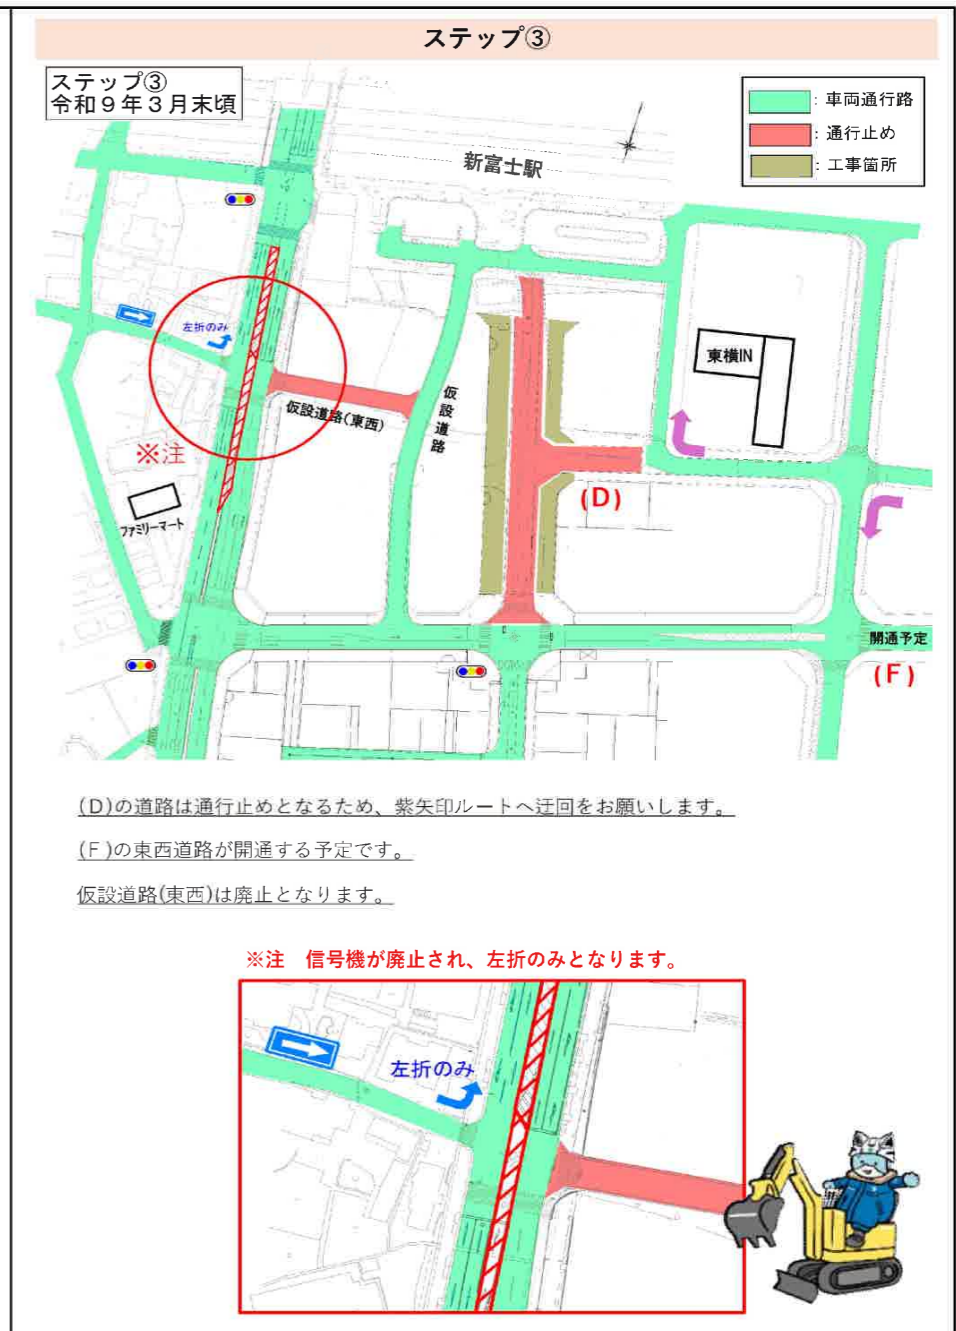 ステップ③
ステップ③
令和９年３月末頃
：車両通行路
：通行止め
：工事箇所
新富士駅
左折のみ
東横IN
仮設道路(東西)
仮設道路
※注
(D)
ファミリーマート
開通予定
(F)
(D)の道路は通行止めとなるため、紫矢印ルートへ迂回をお願いします。
(F)の東西道路が開通する予定です。
仮設道路(東西)は廃止となります。
※注　信号機が廃止され、左折のみとなります。
左折のみ